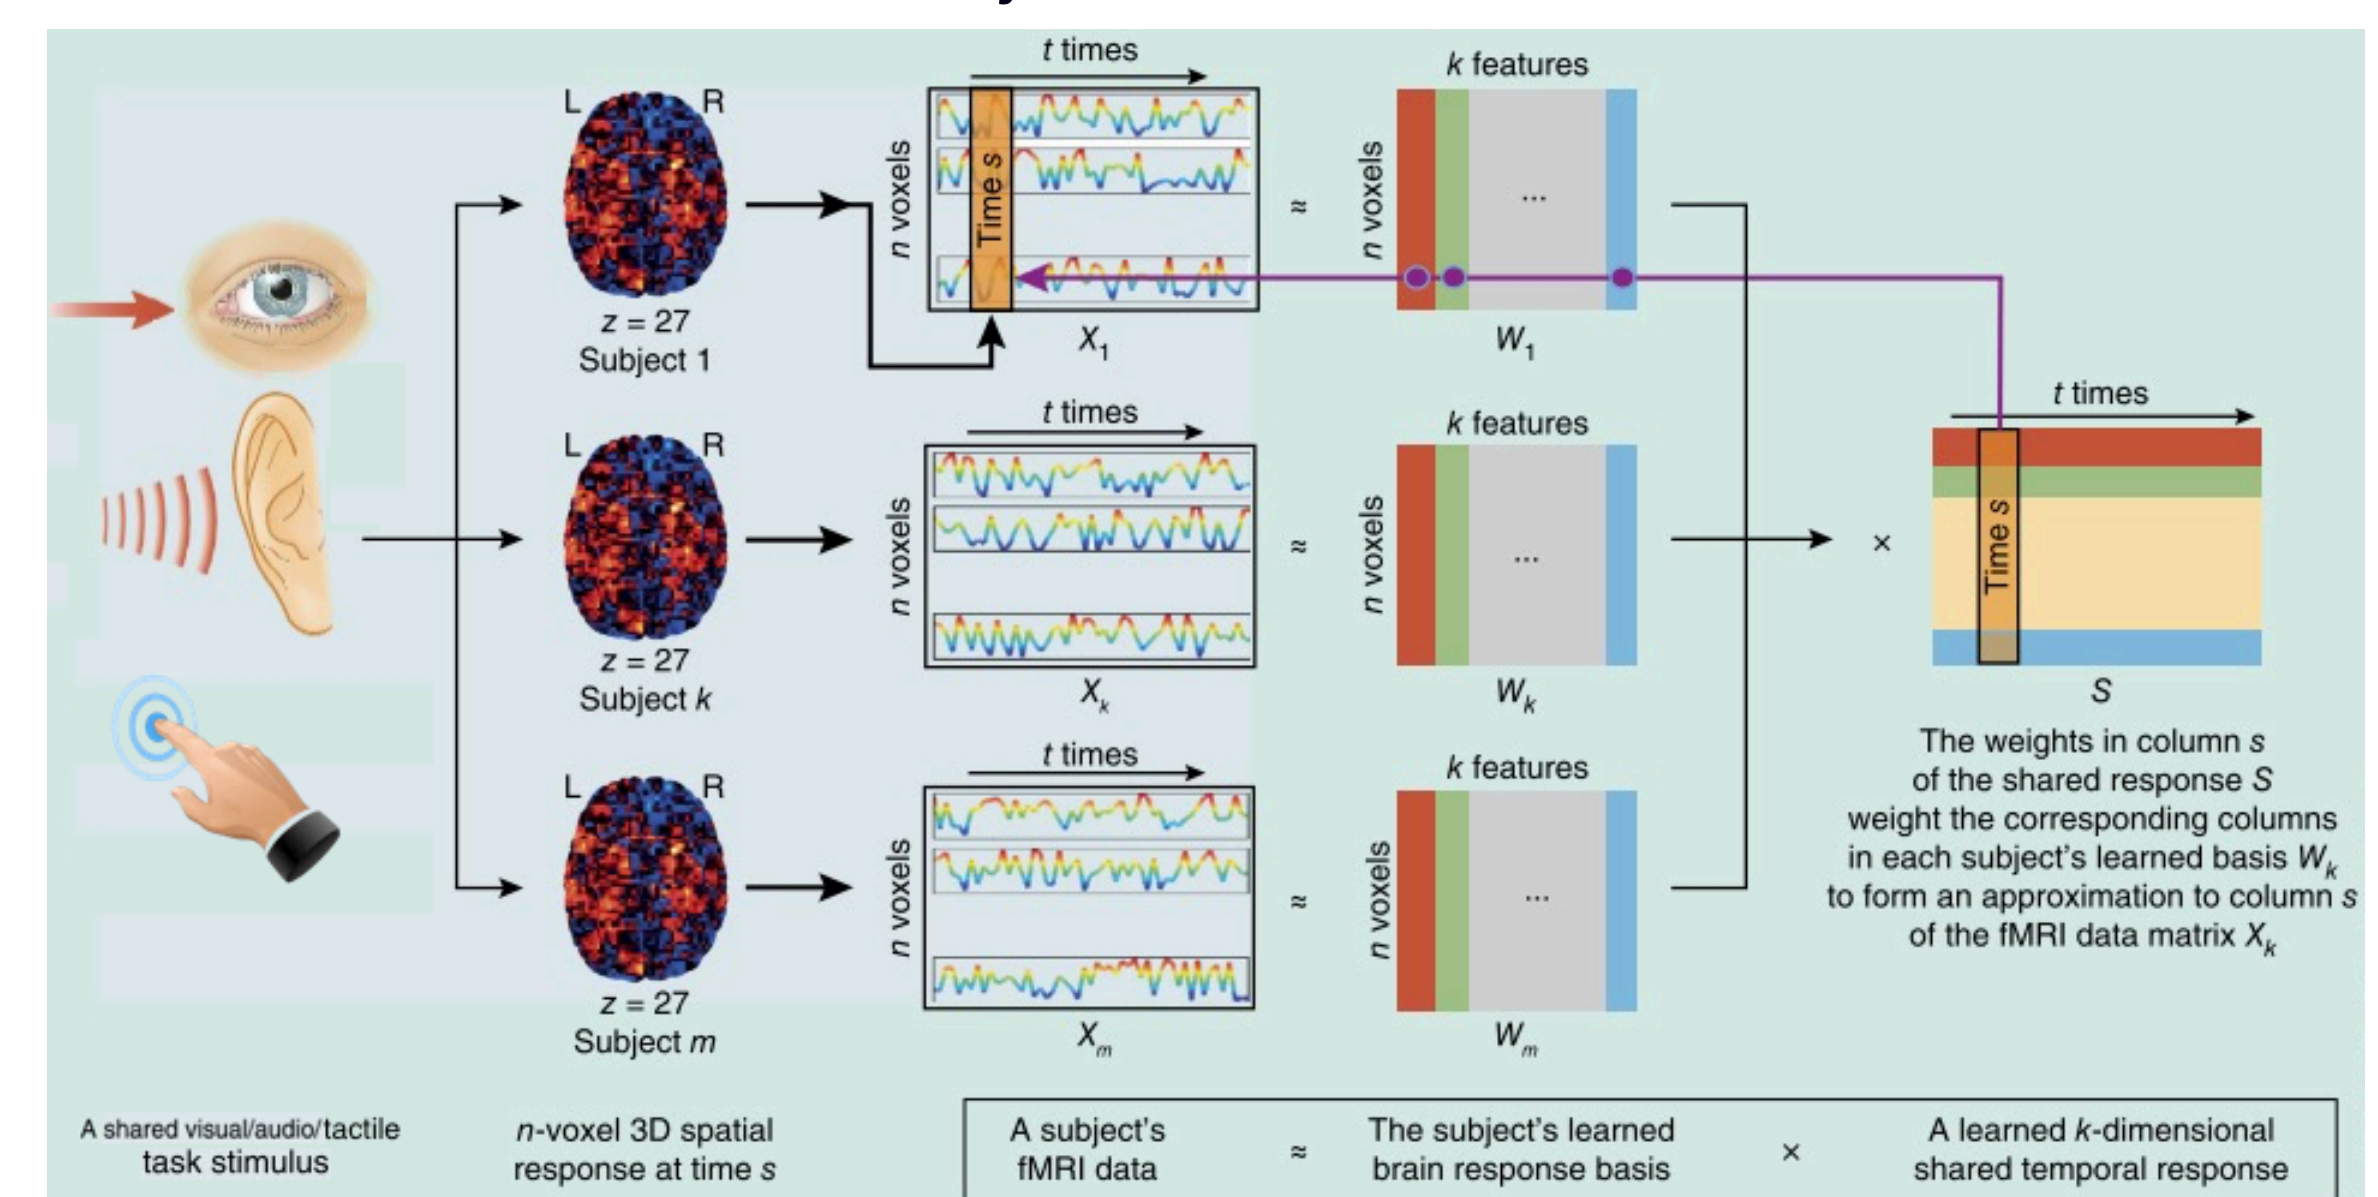 t times
k features
L R
n voxels
Time s
≈
n voxels
...
z = 27
Subject 1
X1
W1
t times
k features
t times
L R
n voxels
≈
n voxels
...
×
Time s
z = 27
Subject k
Xk
Wk
S
The weights in column s
of the shared response S
weight the corresponding columns
in each subject's learned basis Wk
to form an approximation to column s
of the fMRI data matrix Xk
t times
k features
L R
n voxels
≈
n voxels
...
z = 27
Subject m
Xm
Wm
A shared visual/audio/tactile
task stimulus
n-voxel 3D spatial
response at time s
A subject's
fMRI data
≈
The subject's learned
brain response basis
×
A learned k-dimensional
shared temporal response